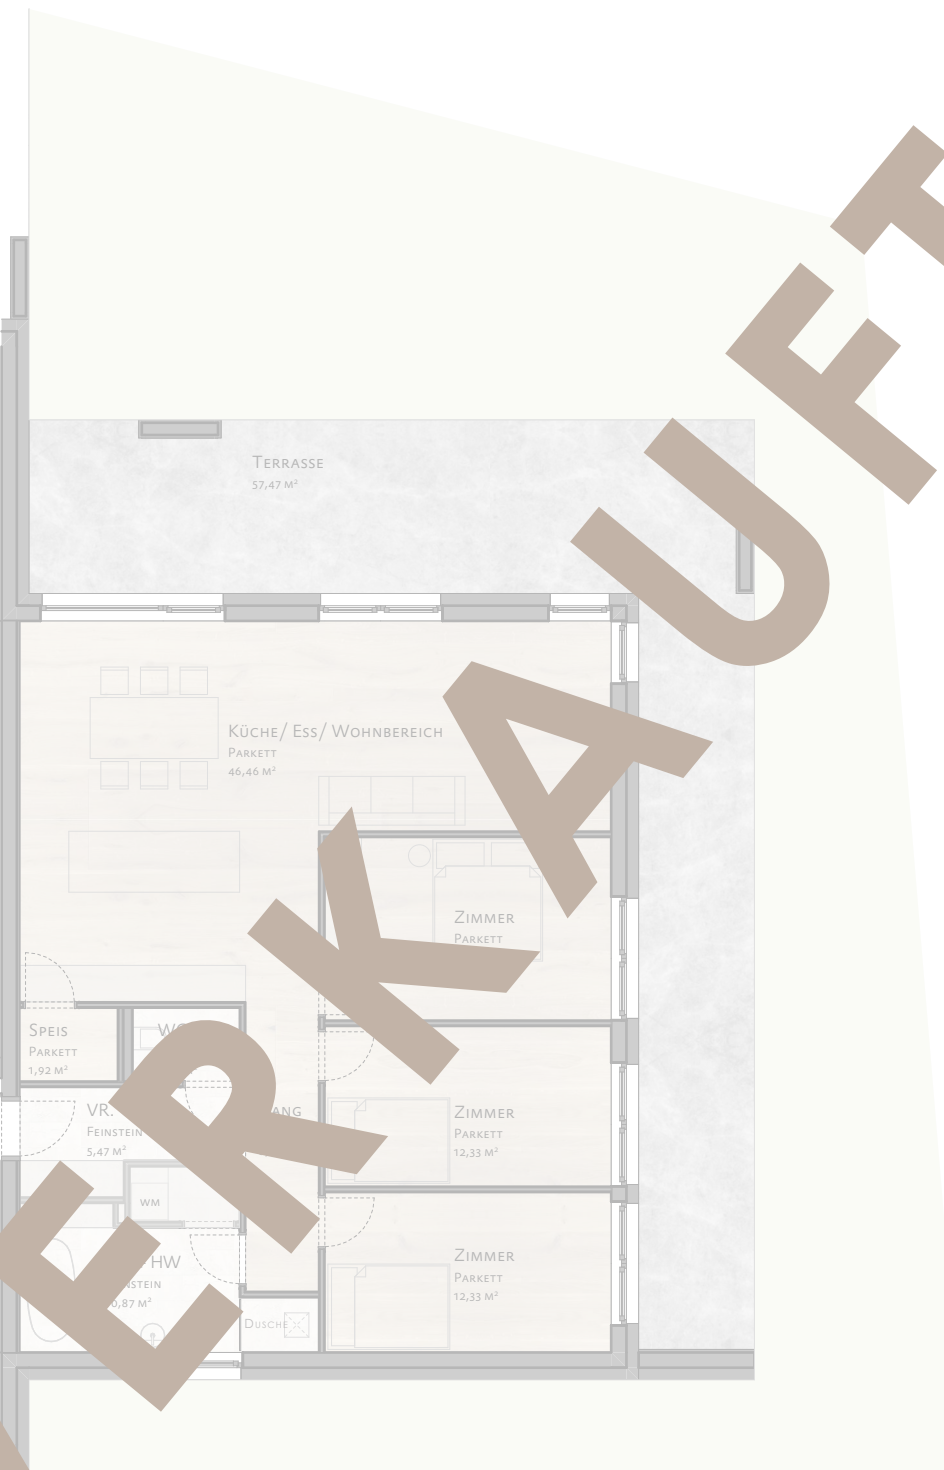 TERRASSE
57,47 M²
KÜCHE/ ESS/ WOHNBEREICH
PARKETT
46,46 M²
ZIMMER
PARKETT
SPEIS
PARKETT
1,92 M²
VR.
FEINSTEIN
5,47 M²
ZIMMER
PARKETT
12,33 M²
WM
HW
ZIMMER
PARKETT
12,33 M²
DUSCHE
ERKAUFT